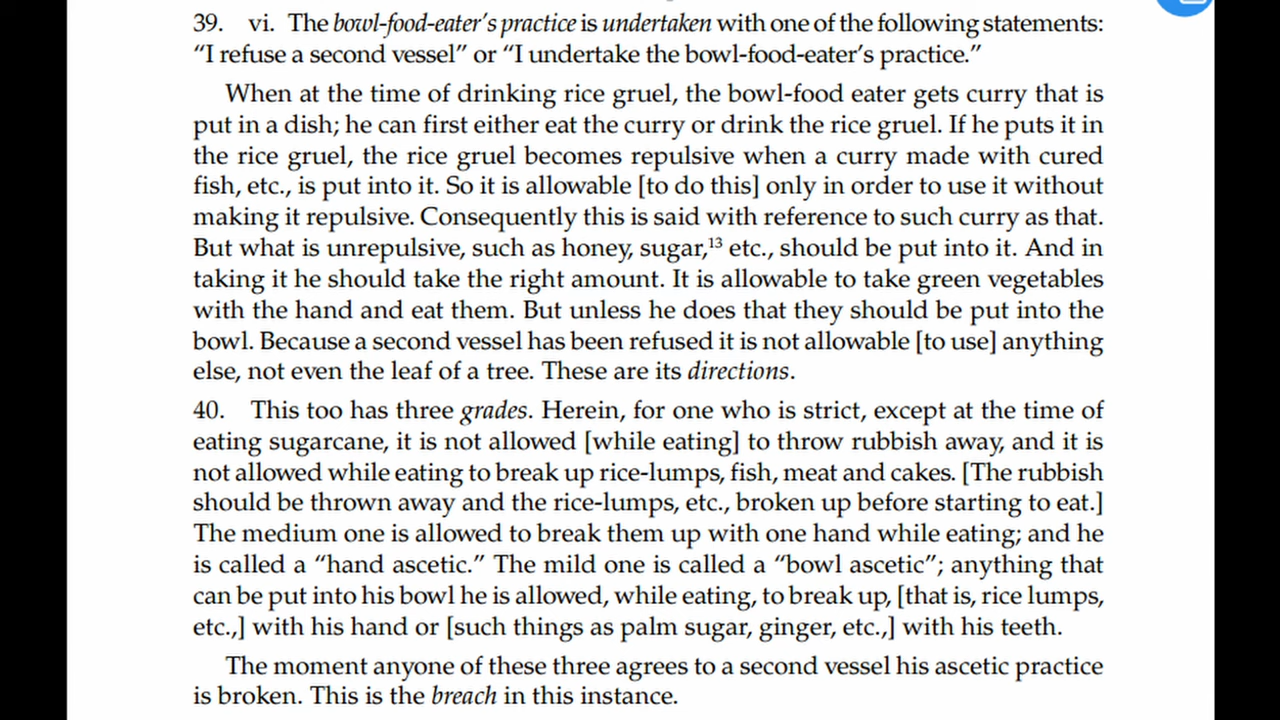 39. vi. The bowl-food-eater’s practice is undertaken with one of the following statements:
“I refuse a second vessel” or “I undertake the bowl-food-eater’s practice.”
When at the time of drinking rice gruel, the bowl-food eater gets curry that is
put in a dish; he can first either eat the curry or drink the rice gruel. If he puts it in
the rice gruel, the rice gruel becomes repulsive when a curry made with cured
fish, etc., is put into it. So it is allowable [to do this] only in order to use it without
making it repulsive. Consequently this is said with reference to such curry as that.
But what is unrepulsive, such as honey, sugar,¹³ etc., should be put into it. And in
taking it he should take the right amount. It is allowable to take green vegetables
with the hand and eat them. But unless he does that they should be put into the
bowl. Because a second vessel has been refused it is not allowable [to use] anything
else, not even the leaf of a tree. These are its directions.
40. This too has three grades. Herein, for one who is strict, except at the time of
eating sugarcane, it is not allowed [while eating] to throw rubbish away, and it is
not allowed while eating to break up rice-lumps, fish, meat and cakes. [The rubbish
should be thrown away and the rice-lumps, etc., broken up before starting to eat.]
The medium one is allowed to break them up with one hand while eating; and he
is called a “hand ascetic.” The mild one is called a “bowl ascetic”; anything that
can be put into his bowl he is allowed, while eating, to break up, [that is, rice lumps,
etc.,] with his hand or [such things as palm sugar, ginger, etc.,] with his teeth.
The moment anyone of these three agrees to a second vessel his ascetic practice
is broken. This is the breach in this instance.